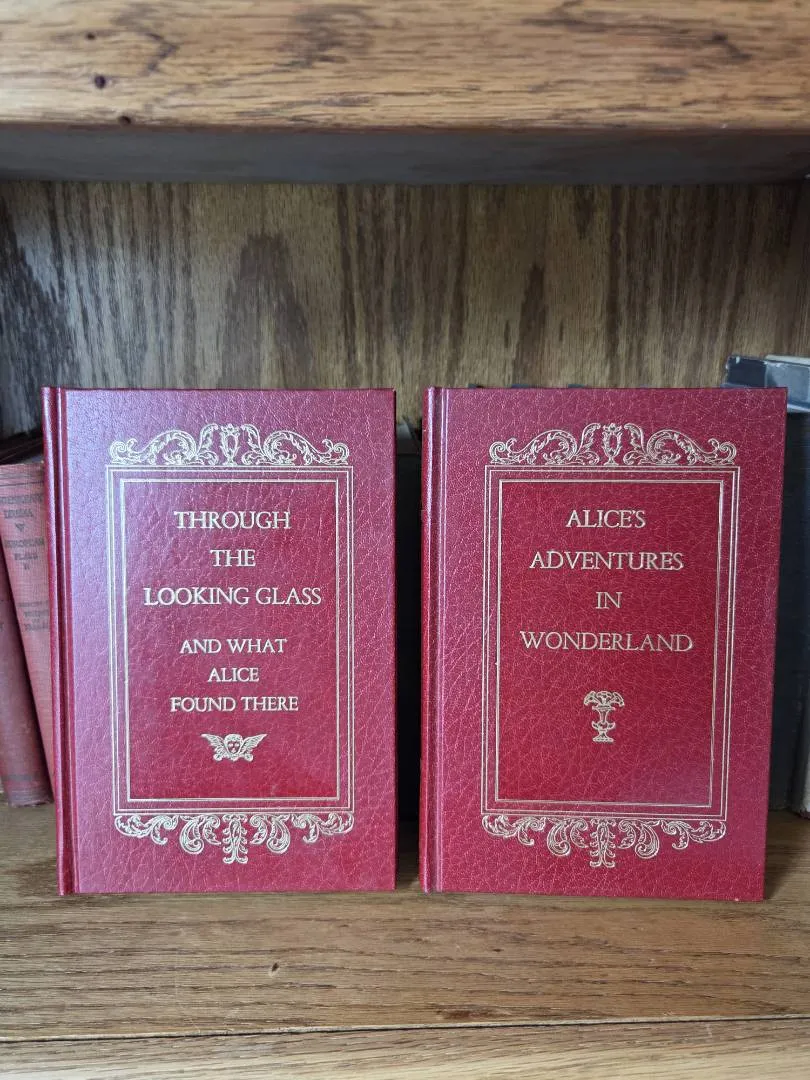 THROUGH
THE
LOOKING GLASS
AND WHAT
ALICE
FOUND THERE
ALICE'S
ADVENTURES
IN
WONDERLAND